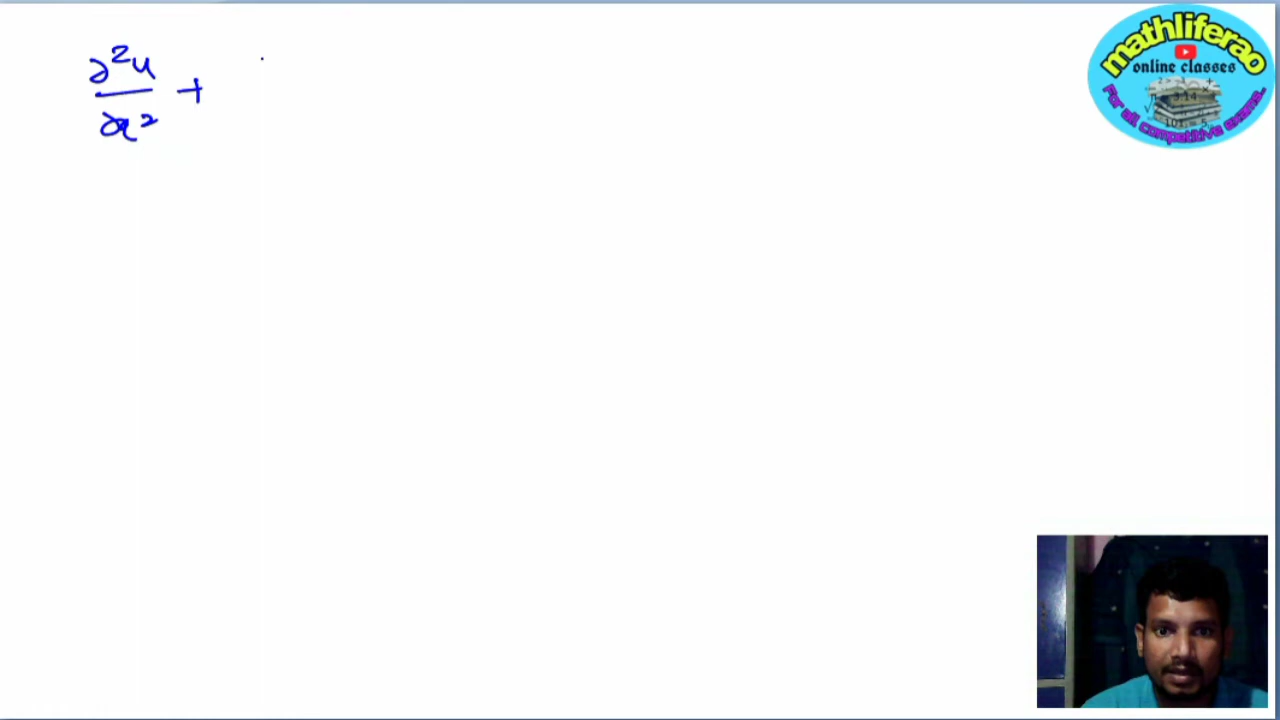 ∂²u/∂x² +
mathliferao
online classes
For all competitive exams..